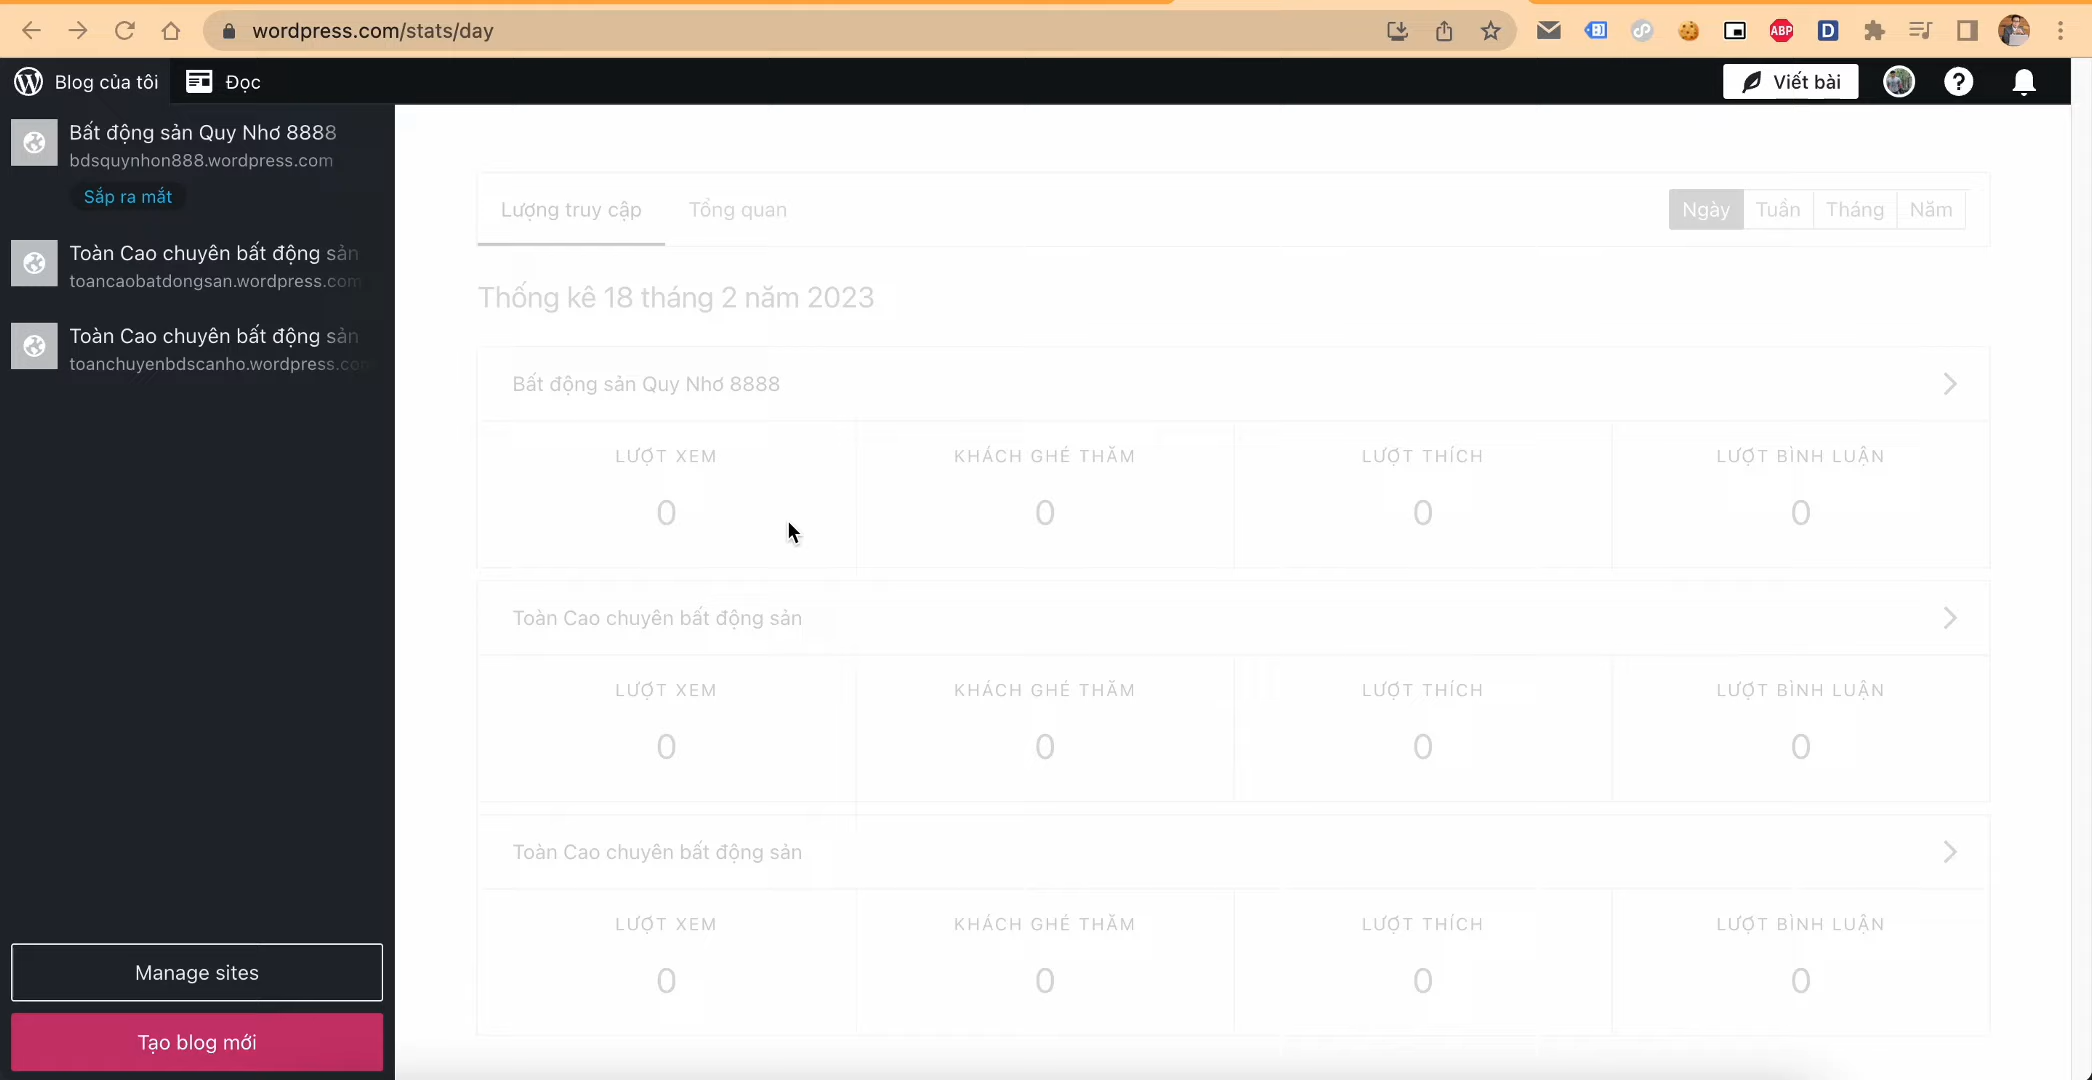 wordpress.com/stats/day
ABP
D
Blog của tôi
Đọc
Viết bài
Bất động sản Quy Nhơ 8888
bdsquynhon888.wordpress.com
Sắp ra mắt
Toàn Cao chuyên bất động sản
toancaobatdongsan.wordpress.com
Toàn Cao chuyên bất động sản
toanchuyenbdscanho.wordpress.co
Manage sites
Tạo blog mới
Lượng truy cập
Tổng quan
Ngày
Tuần
Tháng
Năm
Thống kê 18 tháng 2 năm 2023
Bất động sản Quy Nhơ 8888
LƯỢT XEM
KHÁCH GHÉ THĂM
LƯỢT THÍCH
LƯỢT BÌNH LUẬN
0
0
0
0
Toàn Cao chuyên bất động sản
LƯỢT XEM
KHÁCH GHÉ THĂM
LƯỢT THÍCH
LƯỢT BÌNH LUẬN
0
0
0
0
Toàn Cao chuyên bất động sản
LƯỢT XEM
KHÁCH GHÉ THĂM
LƯỢT THÍCH
LƯỢT BÌNH LUẬN
0
0
0
0